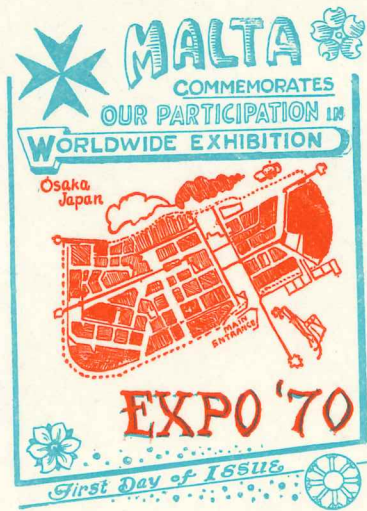 MALTA
COMMEMORATES
OUR PARTICIPATION IN
WORLDWIDE EXHIBITION
Osaka
Japan
MAIN
ENTRANCE
EXPO '70
First Day of ISSUE